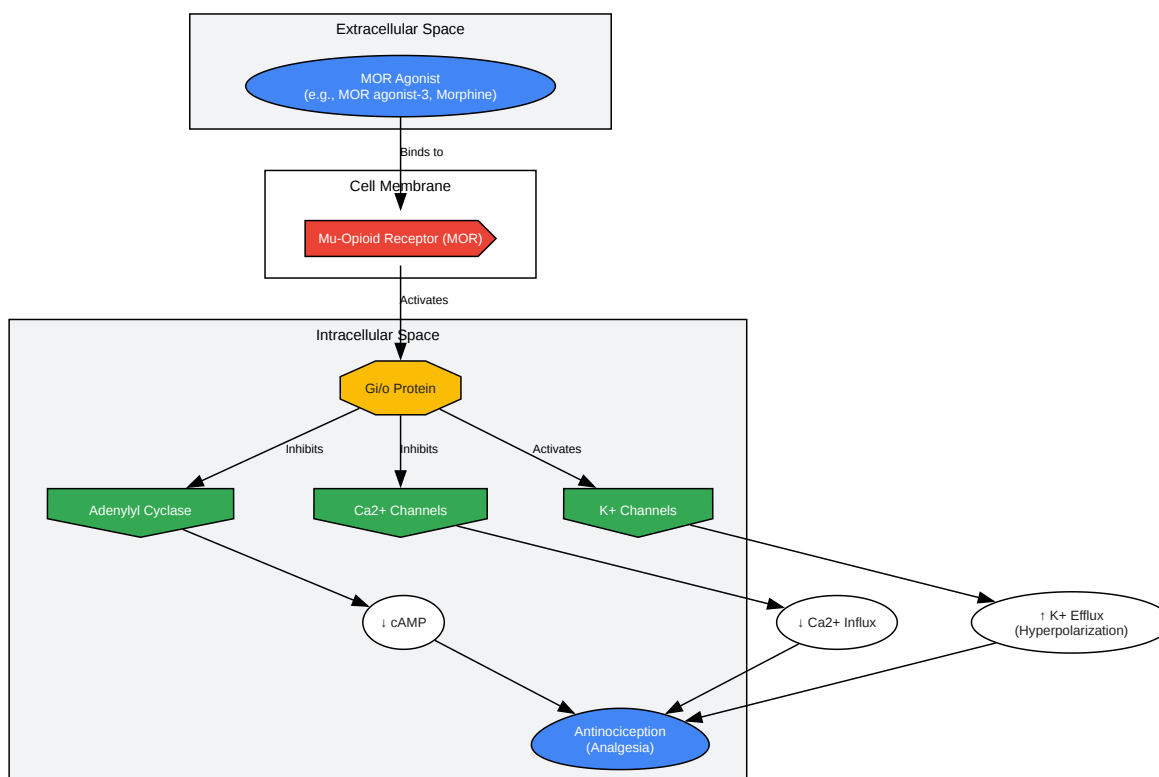 Extracellular Space
MOR Agonist
(e.g., MOR agonist-3, Morphine)
Binds to
Cell Membrane
Mu-Opioid Receptor (MOR)
Activates
Intracellular Space
Gi/o Protein
Inhibits
Inhibits
Activates
Adenylyl Cyclase
Ca2+ Channels
K+ Channels
↓ cAMP
↓ Ca2+ Influx
↑ K+ Efflux
(Hyperpolarization)
Antinociception
(Analgesia)